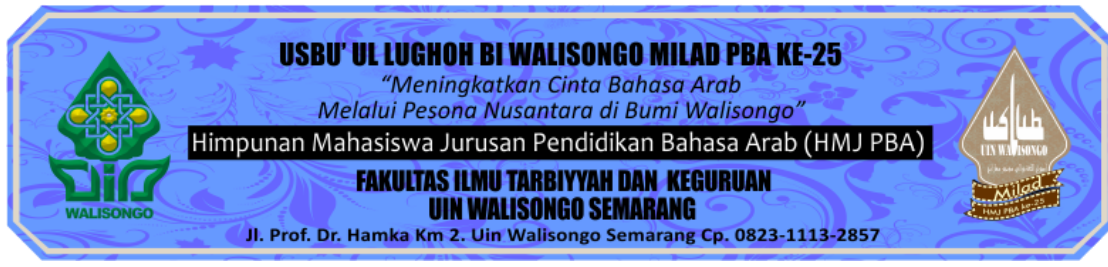 USBU' UL LUGHOH BI WALISONGO MILAD PBA KE-25
"Meningkatkan Cinta Bahasa Arab
Melalui Pesona Nusantara di Bumi Walisongo"
Himpunan Mahasiswa Jurusan Pendidikan Bahasa Arab (HMJ PBA)
FAKULTAS ILMU TARBIYYAH DAN KEGURUAN
UIN WALISONGO SEMARANG
Jl. Prof. Dr. Hamka Km 2. Uin Walisongo Semarang Cp. 0823-1113-2857
UIN
WALISONGO
uslub
UIN WALISONGO
Milad
HMJ PBA ke-25